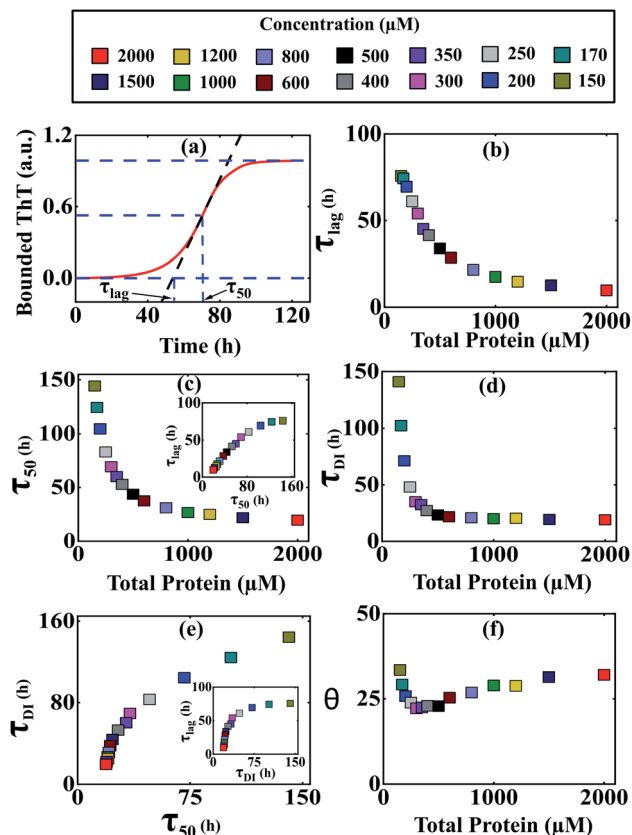 Concentration (μM)
2000 1200 800 500 350 250 170
1500 1000 600 400 300 200 150
(a)
Bounded ThT (a.u.)
1.2
0.6
0.0
τlag
τ50
0 40 80 120
Time (h)
(b)
τlag (h)
100
50
0
0 1000 2000
Total Protein (μM)
(c)
τ50 (h)
150
100
50
0
0 1000 2000
Total Protein (μM)
τlag (h)
100
50
0
0 80 160
τ50 (h)
(d)
τDI (h)
150
100
50
0
0 1000 2000
Total Protein (μM)
(e)
τDI (h)
160
80
0
0 75 150
τ50 (h)
τlag (h)
100
50
0
0 70 140
τDI (h)
(f)
θ
50
25
0
0 1000 2000
Total Protein (μM)